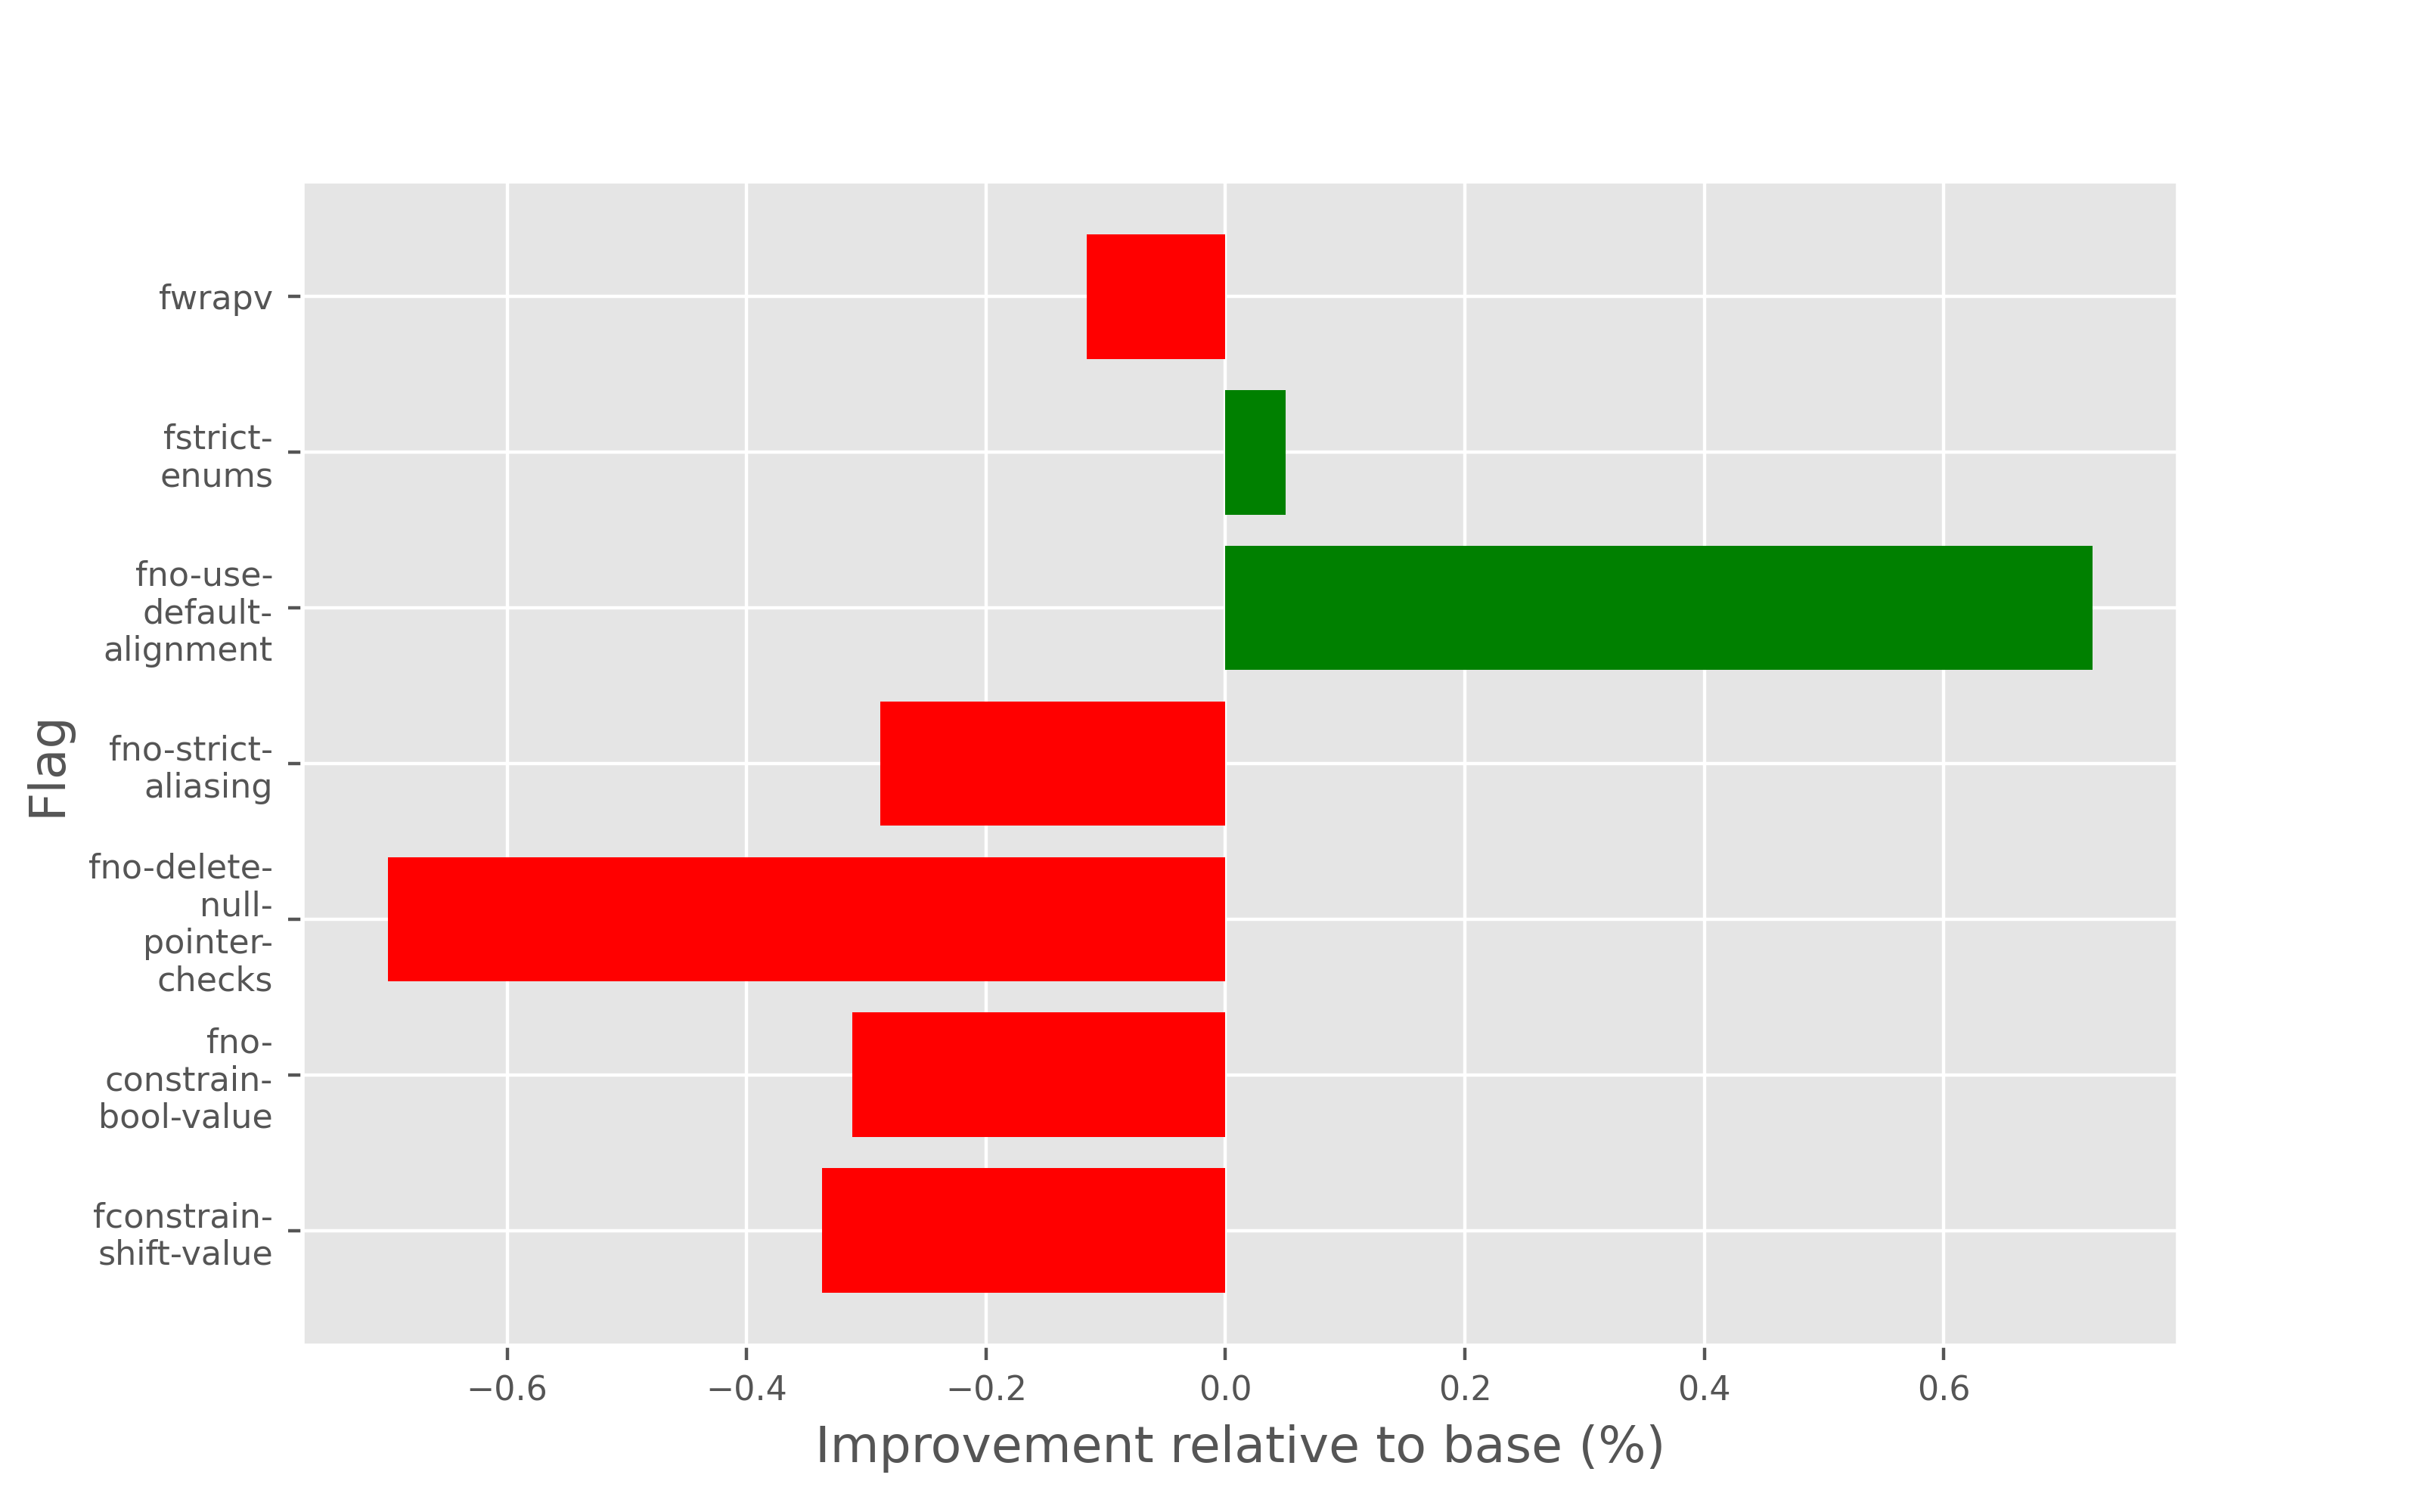 fwrapv
fstrict-
enums
fno-use-
default-
alignment
fno-strict-
aliasing
fno-delete-
null-
pointer-
checks
fno-
constrain-
bool-value
fconstrain-
shift-value
Flag
−0.6 −0.4 −0.2 0.0 0.2 0.4 0.6
Improvement relative to base (%)